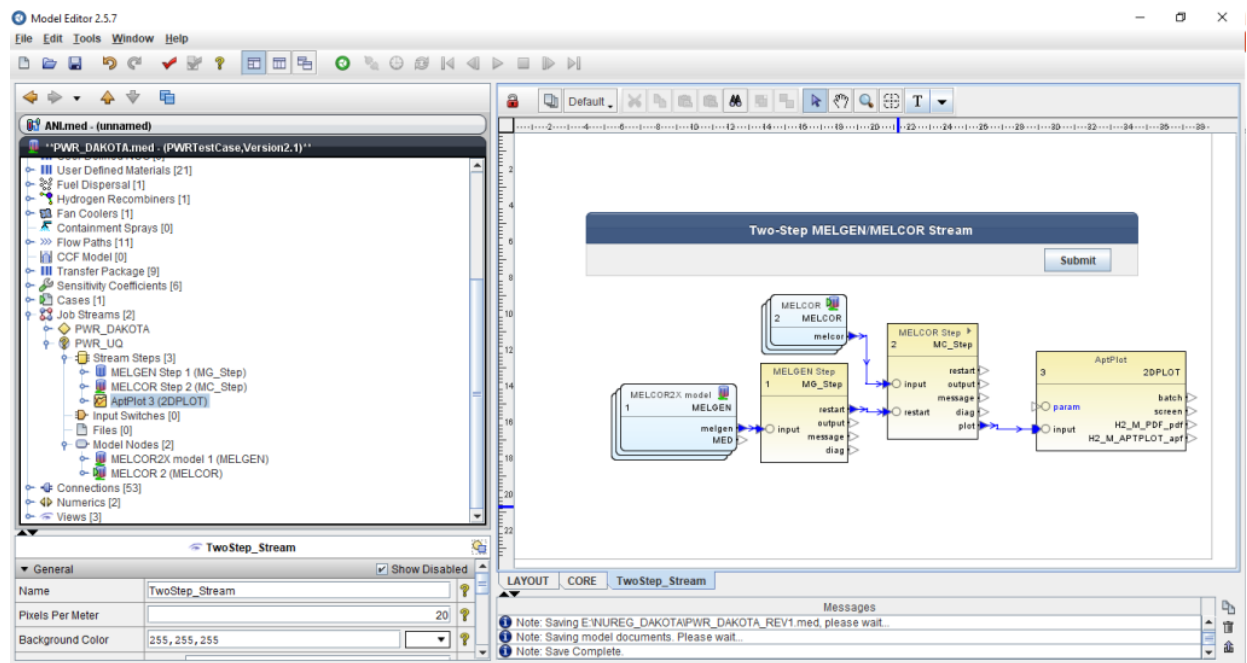 Model Editor 2.5.7
File Edit Tools Window Help
Default
ANI.med - (unnamed)
**PWR_DAKOTA.med - (PWRTestCase,Version2.1)**
User Defined Materials [21]
Fuel Dispersal [1]
Hydrogen Recombiners [1]
Fan Coolers [1]
Containment Sprays [0]
Flow Paths [11]
CCF Model [0]
Transfer Package [9]
Sensitivity Coefficients [6]
Cases [1]
Job Streams [2]
PWR_DAKOTA
PWR_UQ
Stream Steps [3]
MELGEN Step 1 (MG_Step)
MELCOR Step 2 (MC_Step)
AptPlot 3 (2DPLOT)
Input Switches [0]
Files [0]
Model Nodes [2]
MELCOR2X model 1 (MELGEN)
MELCOR 2 (MELCOR)
Connections [53]
Numerics [2]
Views [3]
TwoStep_Stream
General
Show Disabled
Name TwoStep_Stream
Pixels Per Meter 20
Background Color 255, 255, 255
Two-Step MELGEN/MELCOR Stream
Submit
MELCOR
2 MELCOR
melcor
MELCOR Step
2 MC_Step
restart
input output
message
restart diag
plot
MELGEN Step
1 MG_Step
restart
input output
message
diag
MELCOR2X model
1 MELGEN
melgen
MED
AptPlot
3 2DPLOT
batch
param screen
H2_M_PDF_pdf
input H2_M_APTPLOT_apf
LAYOUT CORE TwoStep_Stream
Messages
Note: Saving E:\NUREG_DAKOTA\PWR_DAKOTA_REV1.med, please wait...
Note: Saving model documents. Please wait...
Note: Save Complete.